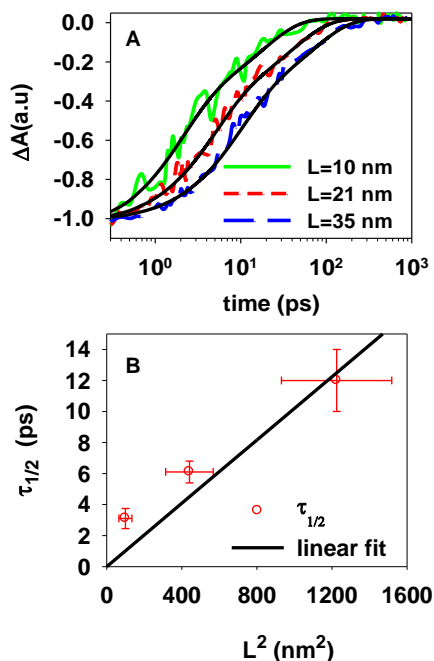 A
0.0
-0.2
-0.4
-0.6
-0.8
-1.0
ΔA(a.u)
L=10 nm
L=21 nm
L=35 nm
10⁰ 10¹ 10² 10³
time (ps)
B
14
12
10
8
6
4
2
0
τ1/2 (ps)
τ1/2
linear fit
0 400 800 1200 1600
L² (nm²)